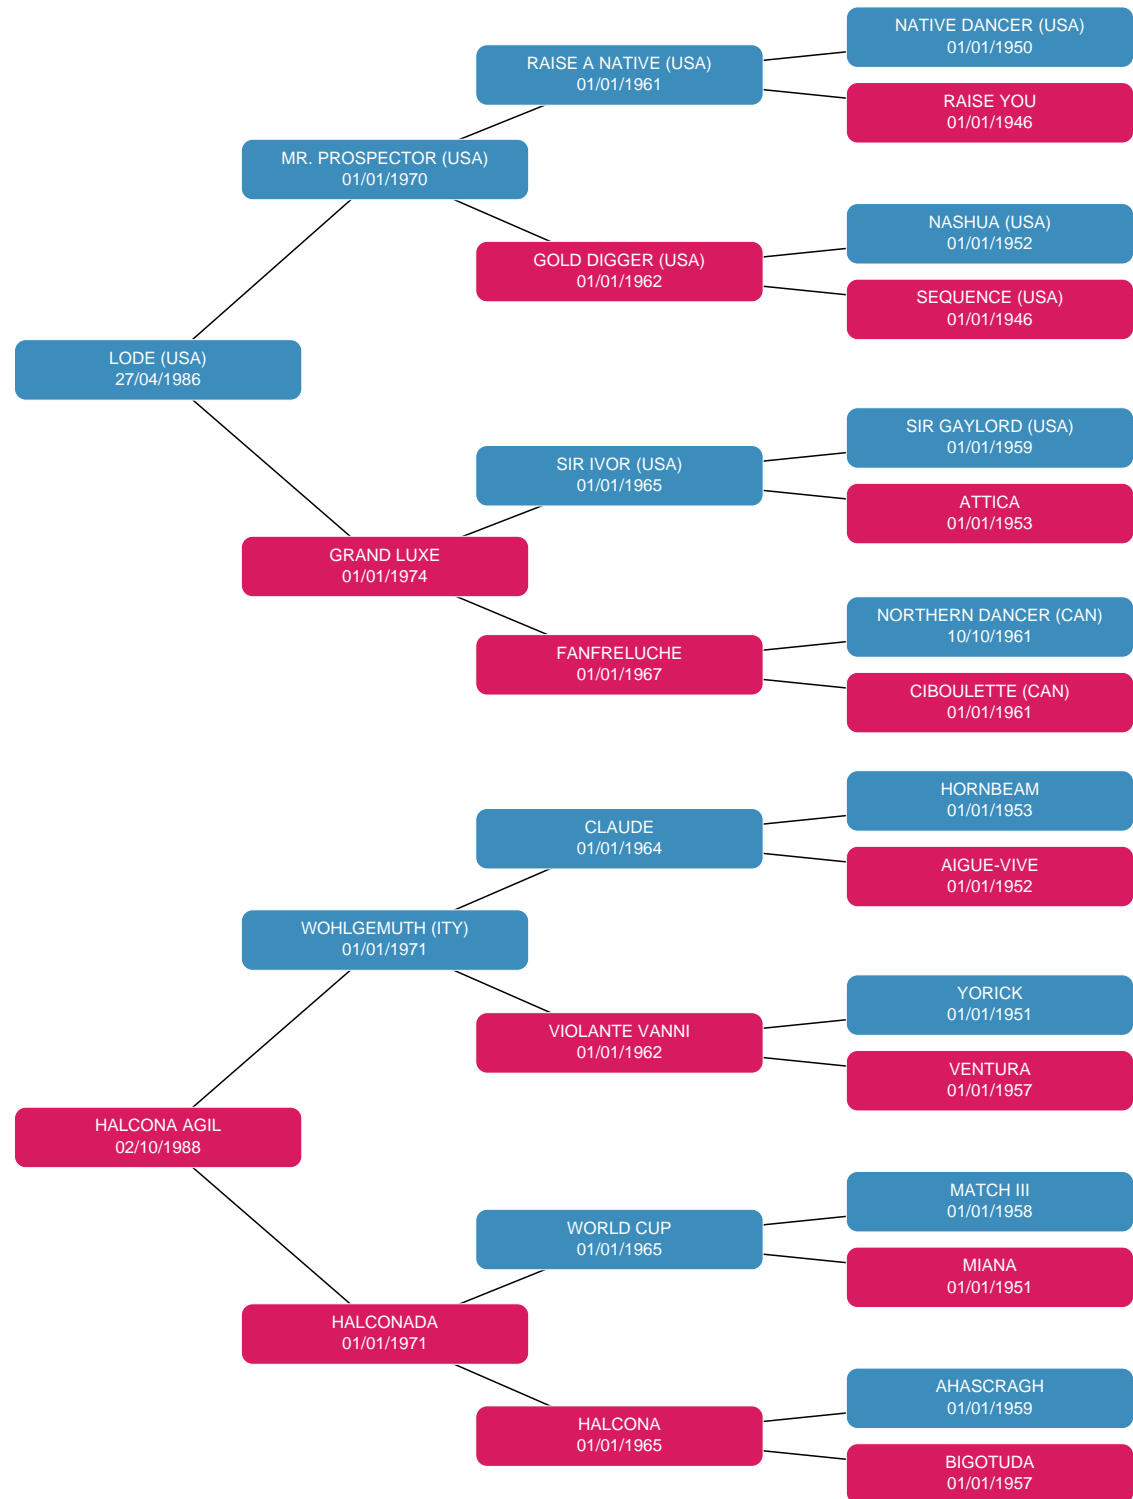 NATIVE DANCER (USA)
01/01/1950
RAISE A NATIVE (USA)
01/01/1961
RAISE YOU
01/01/1946
MR. PROSPECTOR (USA)
01/01/1970
NASHUA (USA)
01/01/1952
GOLD DIGGER (USA)
01/01/1962
SEQUENCE (USA)
01/01/1946
LODE (USA)
27/04/1986
SIR GAYLORD (USA)
01/01/1959
SIR IVOR (USA)
01/01/1965
ATTICA
01/01/1953
GRAND LUXE
01/01/1974
NORTHERN DANCER (CAN)
10/10/1961
FANFRELUCHE
01/01/1967
CIBOULETTE (CAN)
01/01/1961
HORNBEAM
01/01/1953
CLAUDE
01/01/1964
AIGUE-VIVE
01/01/1952
WOHLGEMUTH (ITY)
01/01/1971
YORICK
01/01/1951
VIOLANTE VANNI
01/01/1962
VENTURA
01/01/1957
HALCONA AGIL
02/10/1988
MATCH III
01/01/1958
WORLD CUP
01/01/1965
MIANA
01/01/1951
HALCONADA
01/01/1971
AHASCRAGH
01/01/1959
HALCONA
01/01/1965
BIGOTUDA
01/01/1957